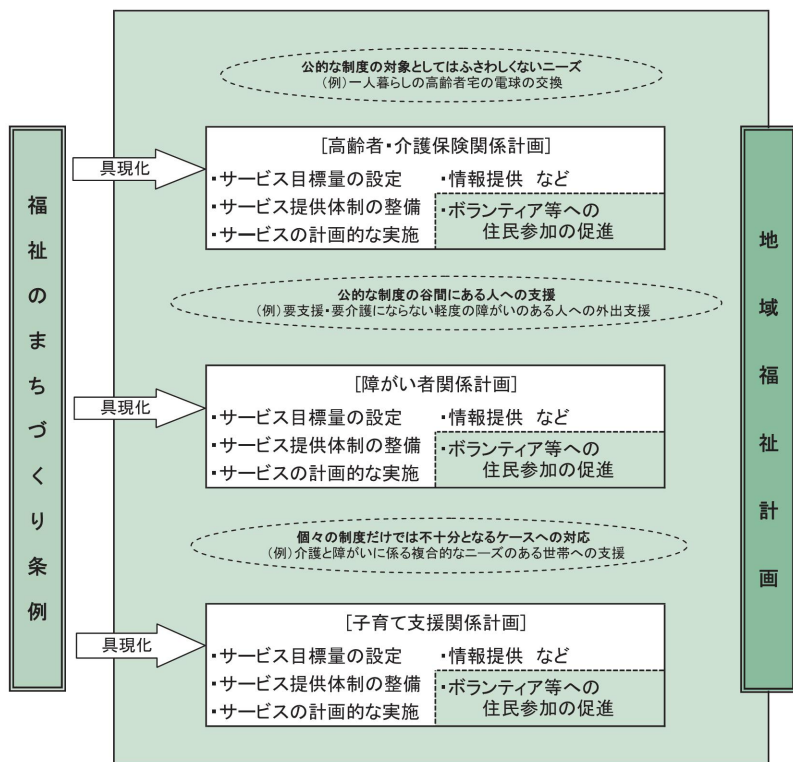 公的な制度の対象としてはふさわしくないニーズ
（例）一人暮らしの高齢者宅の電球の交換
福祉のまちづくり条例
具現化
[高齢者・介護保険関係計画]
・サービス目標量の設定
・サービス提供体制の整備
・サービスの計画的な実施
・情報提供 など
・ボランティア等への
住民参加の促進
公的な制度の谷間にある人への支援
（例）要支援・要介護にならない軽度の障がいのある人への外出支援
具現化
[障がい者関係計画]
・サービス目標量の設定
・サービス提供体制の整備
・サービスの計画的な実施
・情報提供 など
・ボランティア等への
住民参加の促進
個々の制度だけでは不十分となるケースへの対応
（例）介護と障がいに係る複合的なニーズのある世帯への支援
具現化
[子育て支援関係計画]
・サービス目標量の設定
・サービス提供体制の整備
・サービスの計画的な実施
・情報提供 など
・ボランティア等への
住民参加の促進
地域福祉計画